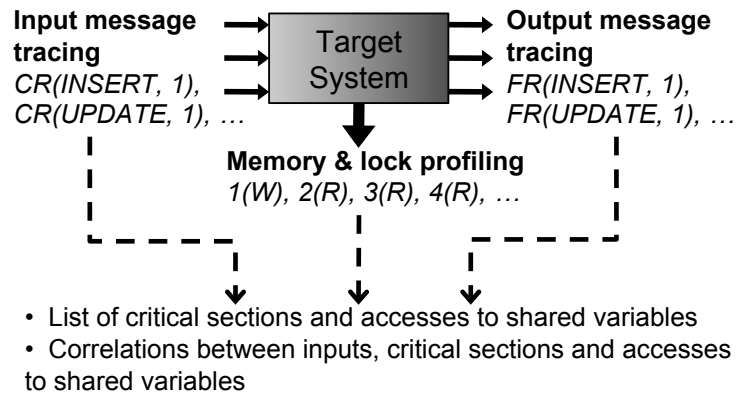 Input message
tracing
CR(INSERT, 1),
CR(UPDATE, 1), …
Target
System
Output message
tracing
FR(INSERT, 1),
FR(UPDATE, 1), …
Memory & lock profiling
1(W), 2(R), 3(R), 4(R), …
• List of critical sections and accesses to shared variables
• Correlations between inputs, critical sections and accesses
to shared variables